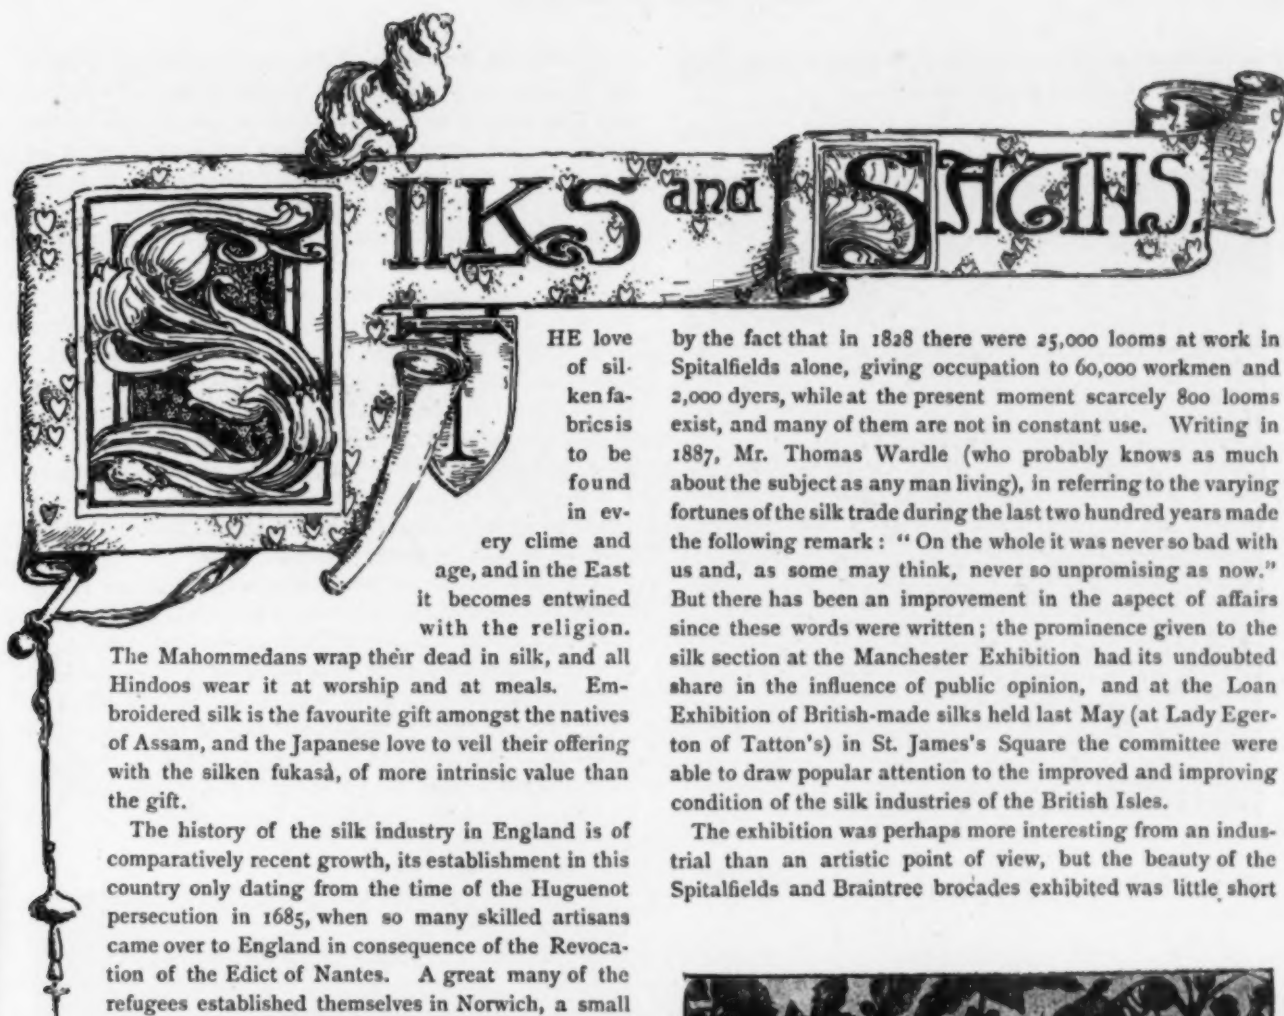 SILKS and SATINS.
THE love
of sil-
ken fa-
brics is
to be
found
in ev-
ery clime and
age, and in the East
it becomes entwined
with the religion.
The Mahommedans wrap their dead in silk, and all
Hindoos wear it at worship and at meals. Em-
broidered silk is the favourite gift amongst the natives
of Assam, and the Japanese love to veil their offering
with the silken fukasà, of more intrinsic value than
the gift.
The history of the silk industry in England is of
comparatively recent growth, its establishment in this
country only dating from the time of the Huguenot
persecution in 1685, when so many skilled artisans
came over to England in consequence of the Revoca-
tion of the Edict of Nantes. A great many of the
refugees established themselves in Norwich, a small
by the fact that in 1828 there were 25,000 looms at work in
Spitalfields alone, giving occupation to 60,000 workmen and
2,000 dyers, while at the present moment scarcely 800 looms
exist, and many of them are not in constant use. Writing in
1887, Mr. Thomas Wardle (who probably knows as much
about the subject as any man living), in referring to the varying
fortunes of the silk trade during the last two hundred years made
the following remark : “ On the whole it was never so bad with
us and, as some may think, never so unpromising as now.”
But there has been an improvement in the aspect of affairs
since these words were written ; the prominence given to the
silk section at the Manchester Exhibition had its undoubted
share in the influence of public opinion, and at the Loan
Exhibition of British-made silks held last May (at Lady Eger-
ton of Tatton's) in St. James's Square the committee were
able to draw popular attention to the improved and improving
condition of the silk industries of the British Isles.
The exhibition was perhaps more interesting from an indus-
trial than an artistic point of view, but the beauty of the
Spitalfields and Braintree brocades exhibited was little short